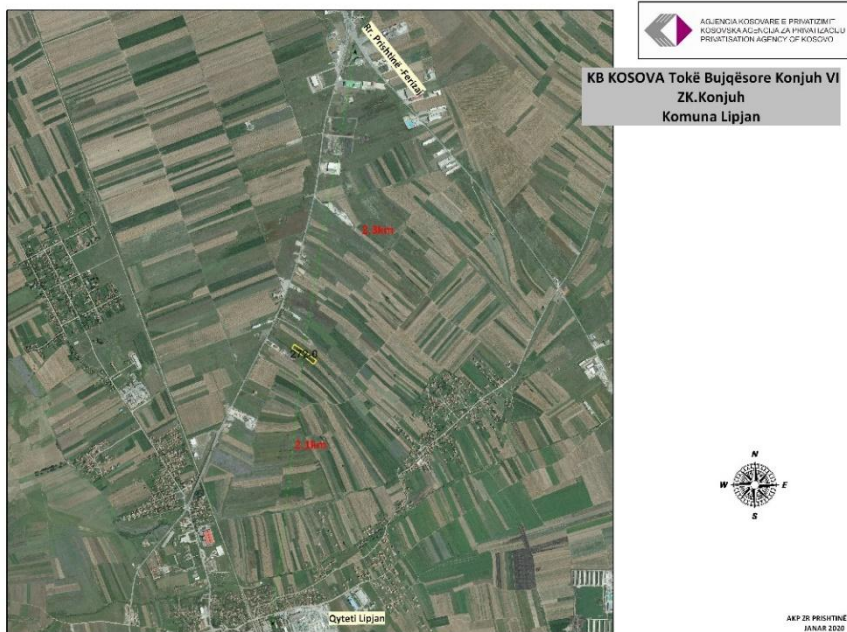 AGJENCIA KOSOVARE E PRIVATIZIMIT
KOSOVSKA AGENCIJA ZA PRIVATIZACIJU
PRIVATISATION AGENCY OF KOSOVO
KB KOSOVA Tokë Bujqësore Konjuh VI
ZK.Konjuh
Komuna Lipjan
Rr. Prishtinë -Ferizaj
2.1km
N
W
E
S
Qyteti Lipjan
AKP ZR PRISHTINË
JANAR 2020